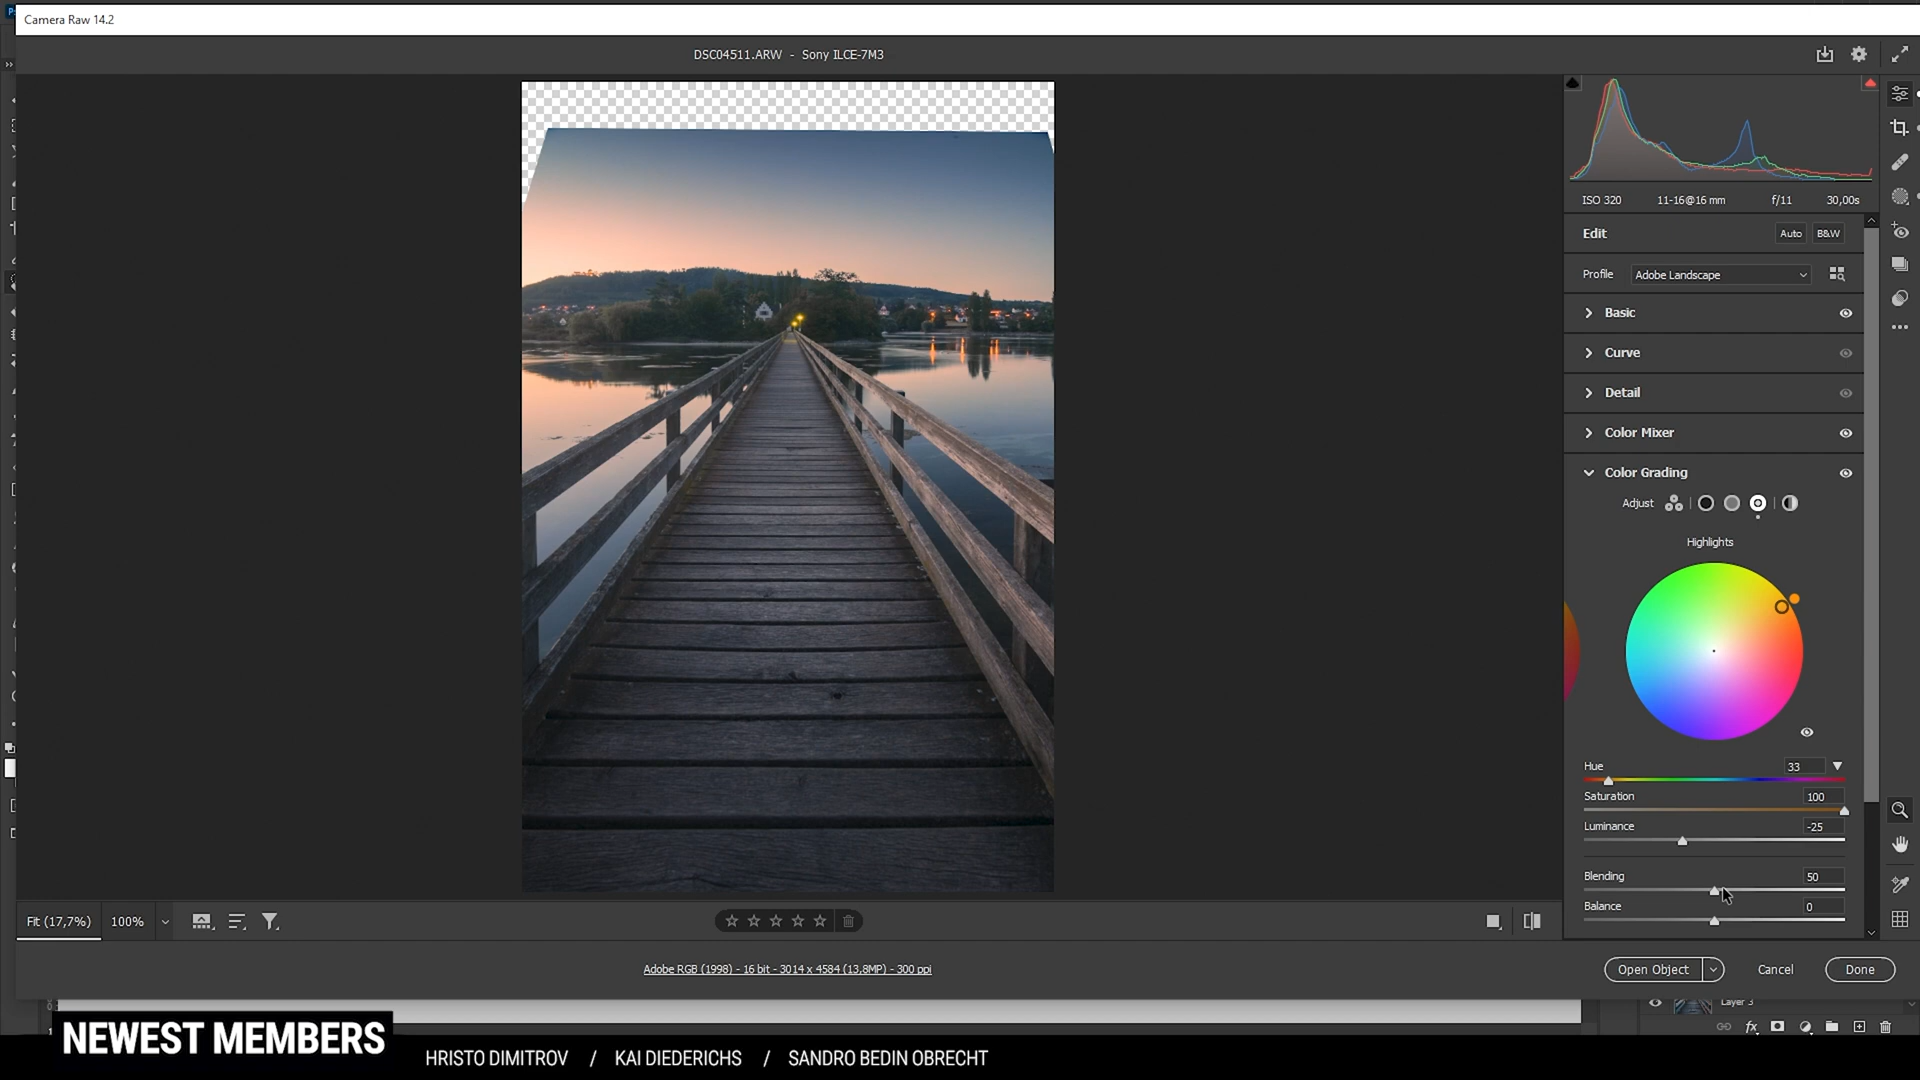 Camera Raw 14.2
DSC04511.ARW - Sony ILCE-7M3
ISO 320 11-16@16 mm f/11 30,00s
Edit Auto B&W
Profile Adobe Landscape
Basic
Curve
Detail
Color Mixer
Color Grading
Adjust
Highlights
Hue 33
Saturation 100
Luminance -25
Blending 50
Balance 0
Fit (17,7%) 100%
Adobe RGB (1998) - 16 bit - 3014 x 4584 (13,8MP) - 300 ppi
Open Object Cancel Done
Layer 3
fx
NEWEST MEMBERS
HRISTO DIMITROV / KAI DIEDERICHS / SANDRO BEDIN OBRECHT